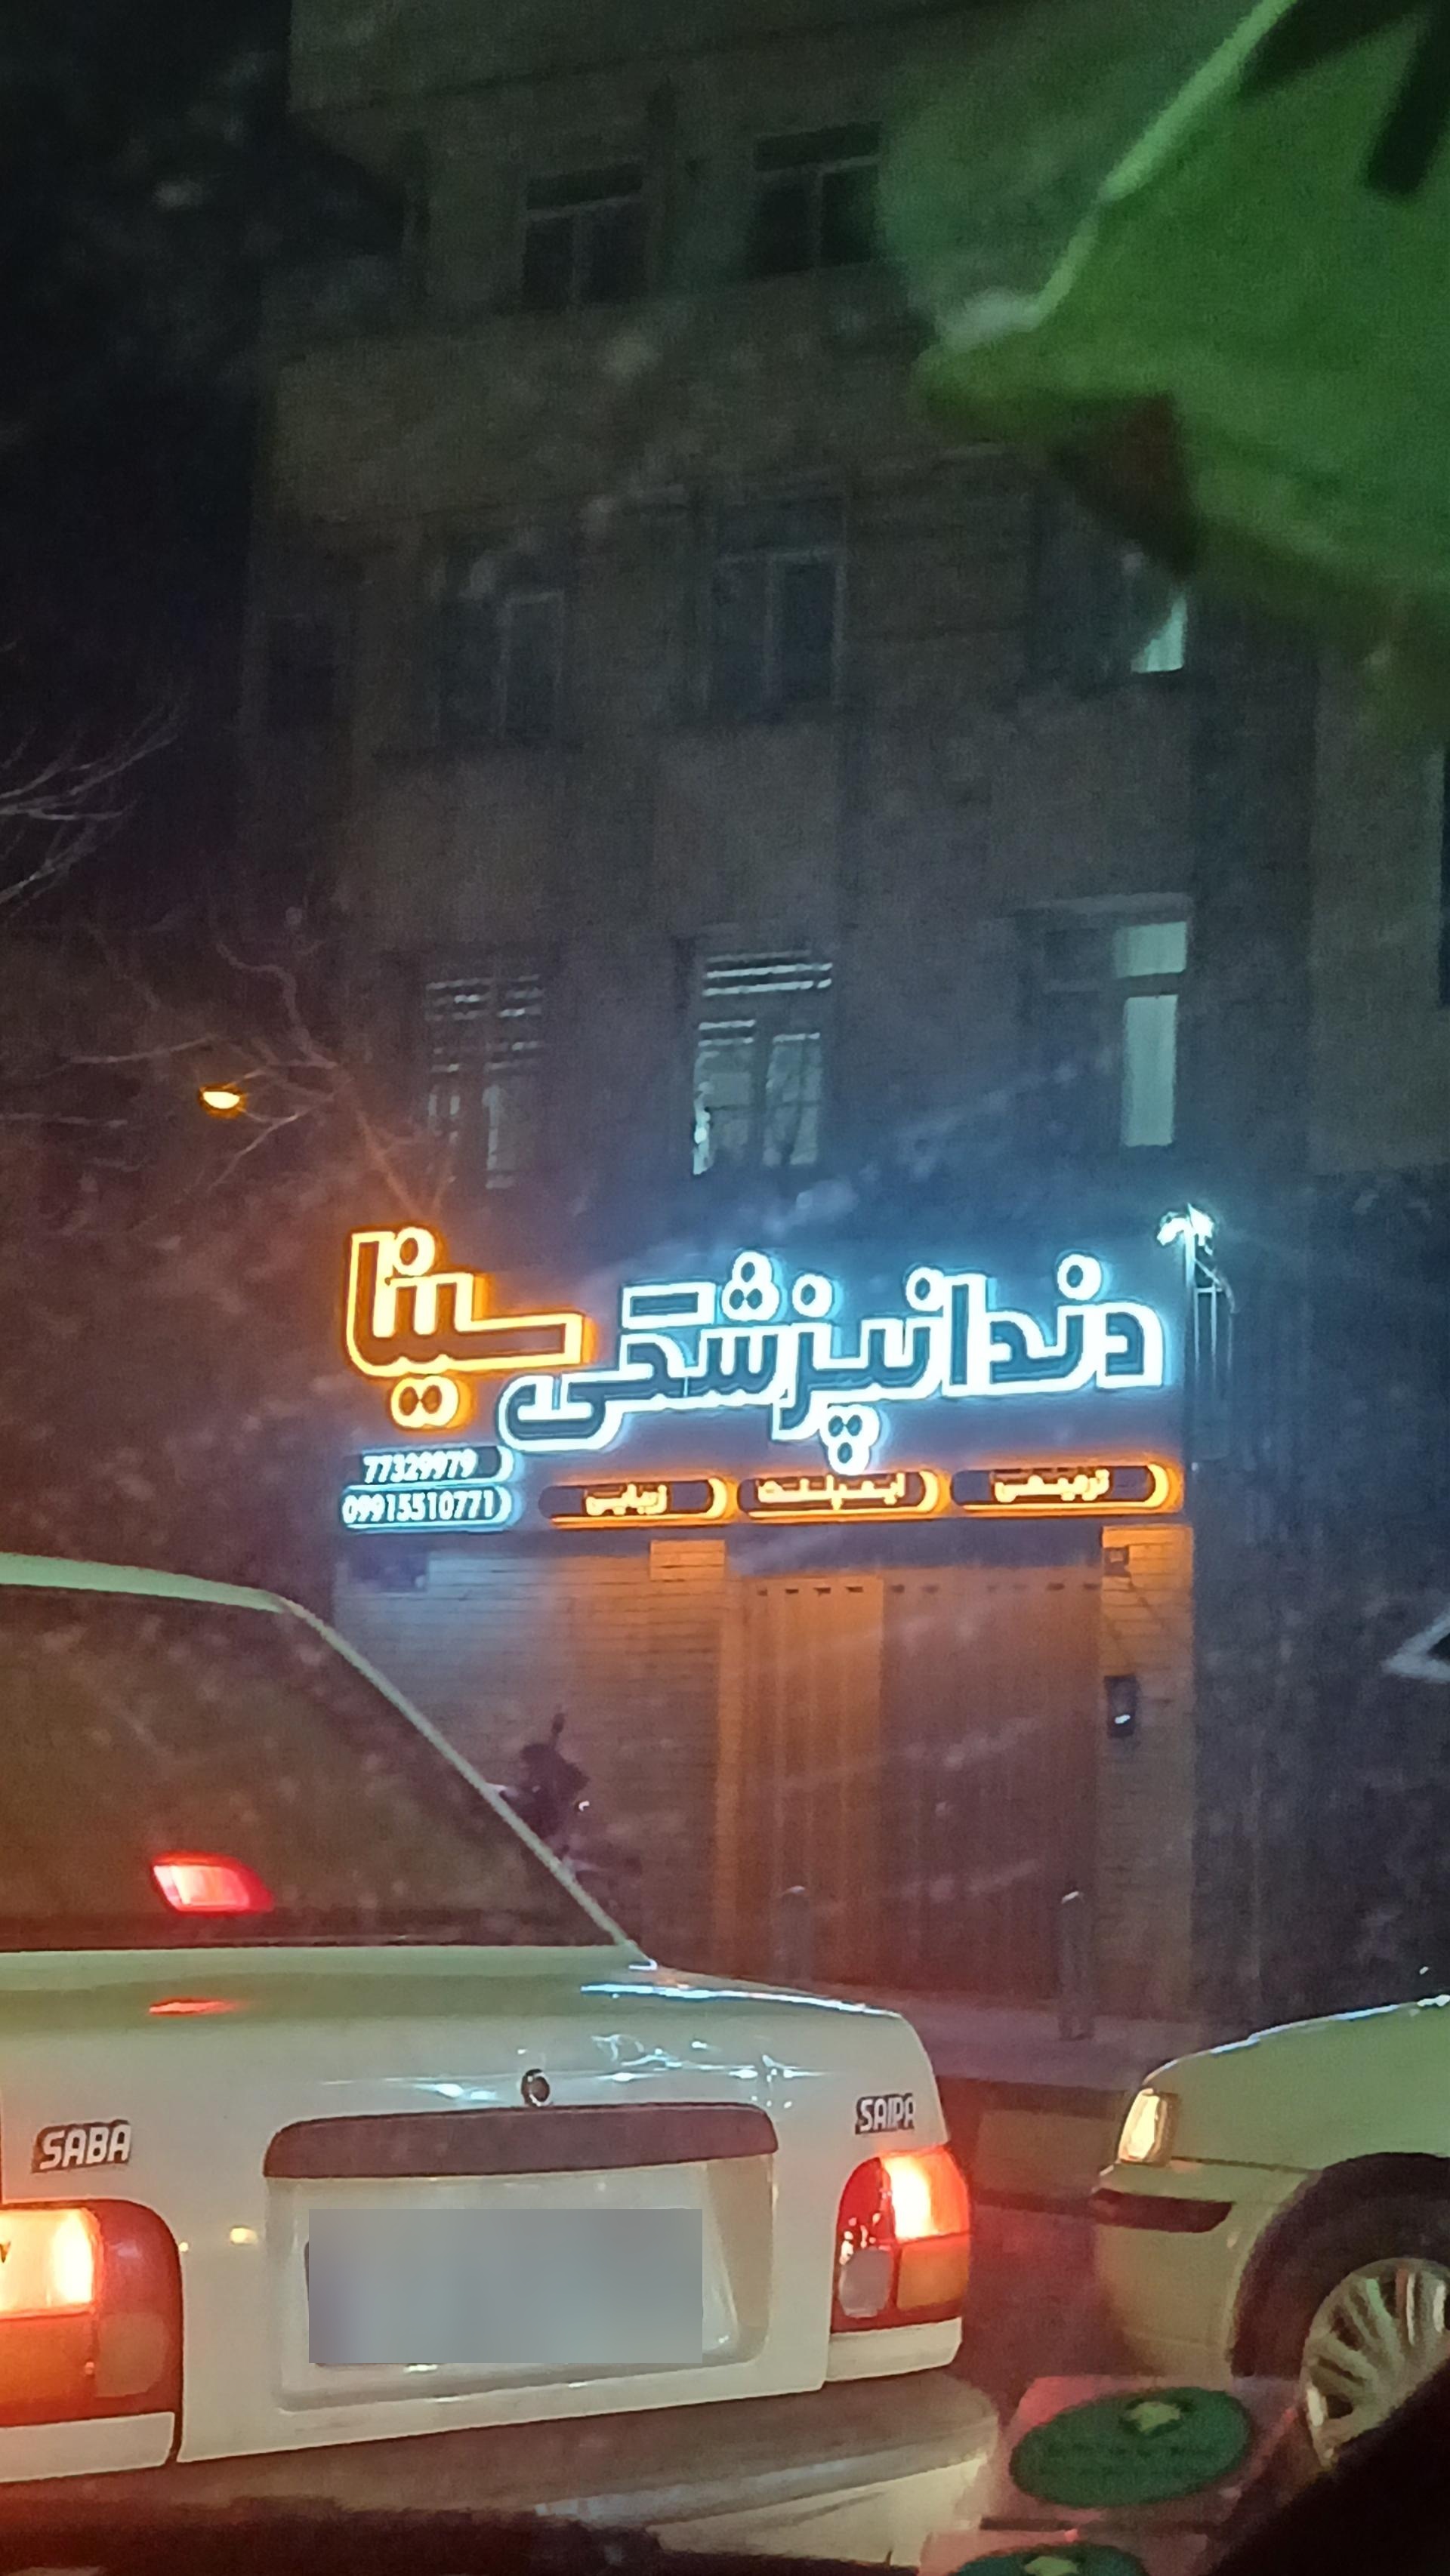 دندانپزشکی سینا
77329979
09915510771
ترمیمی ایمپلنت زیبایی
SABA
SAIPA